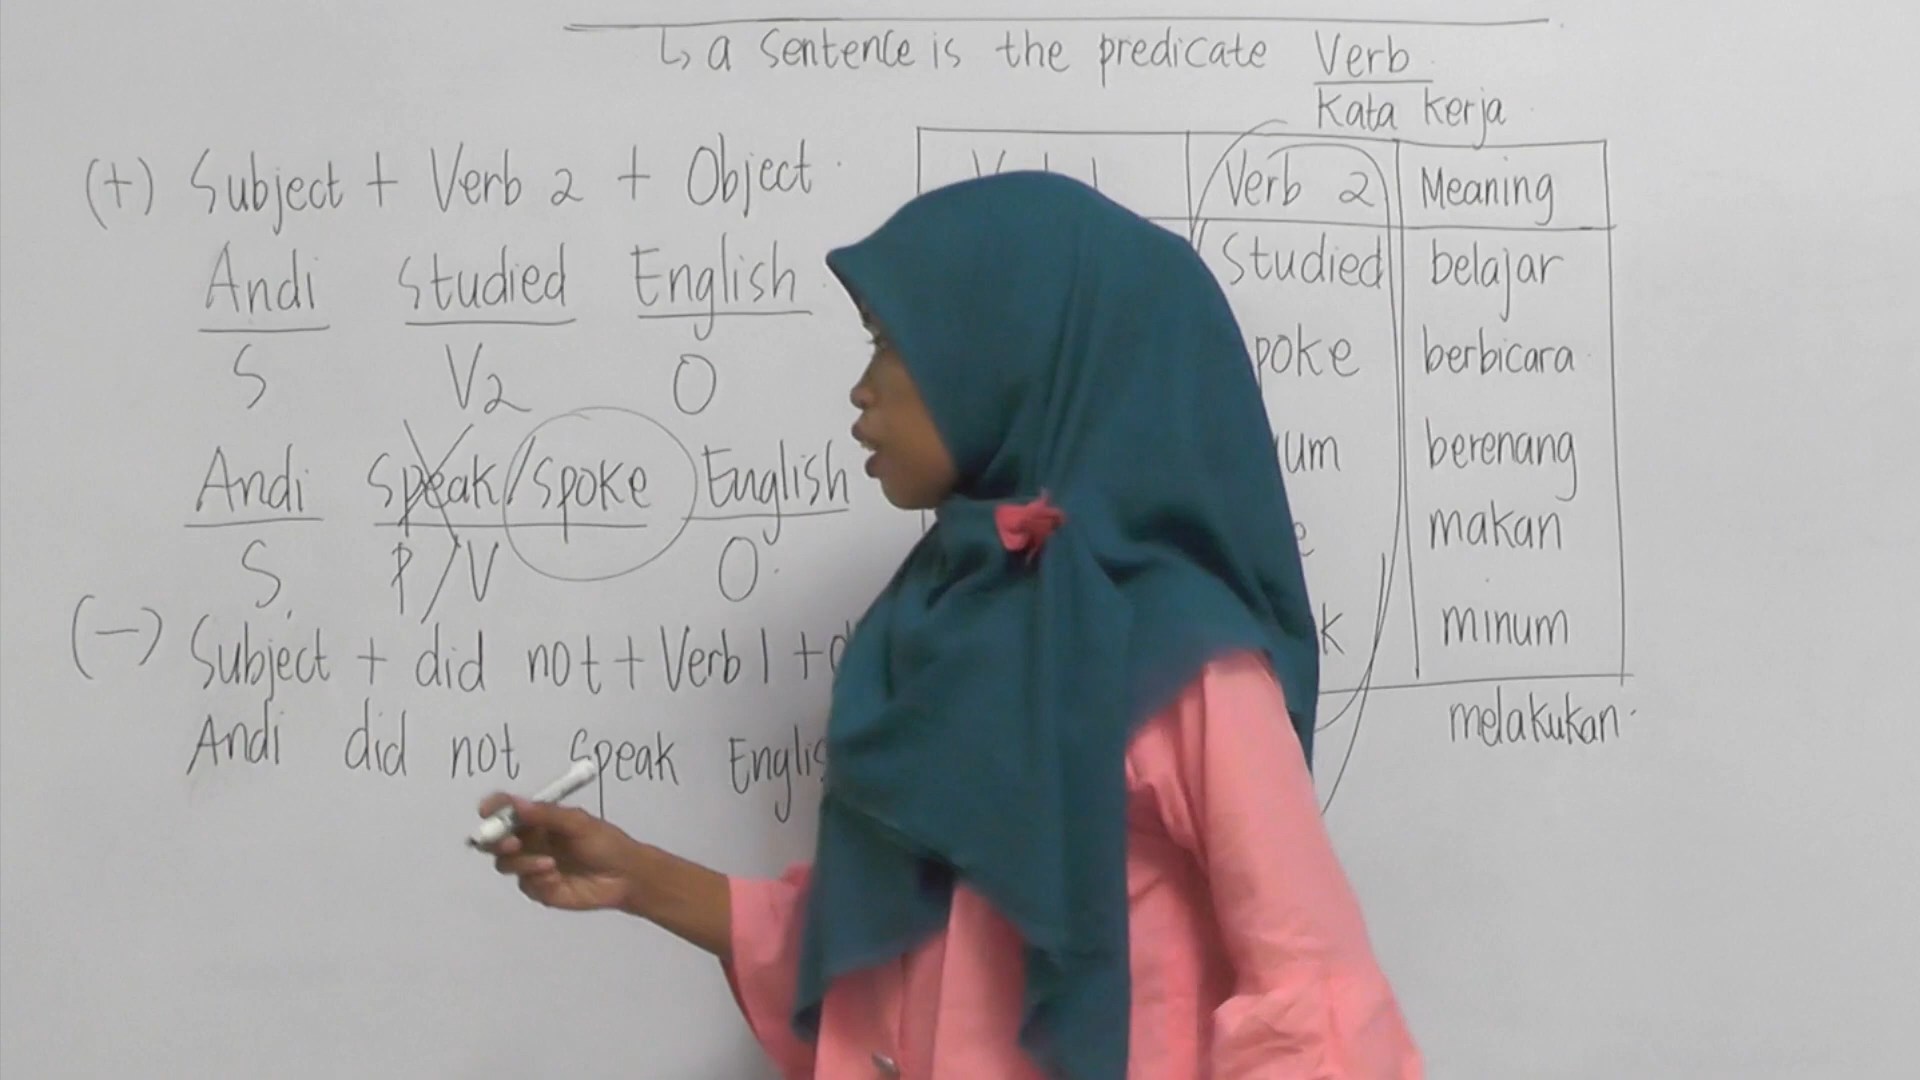 ↳ a sentence is the predicate Verb
Kata kerja
(+) Subject + Verb 2 + Object
Andi studied English
S V2 O
Andi speak/spoke English
S P/V O
(-) Subject + did not + Verb 1 +
Andi did not speak
Verb 2 Meaning
Studied belajar
berbicara
berenang
makan
minum
melakukan